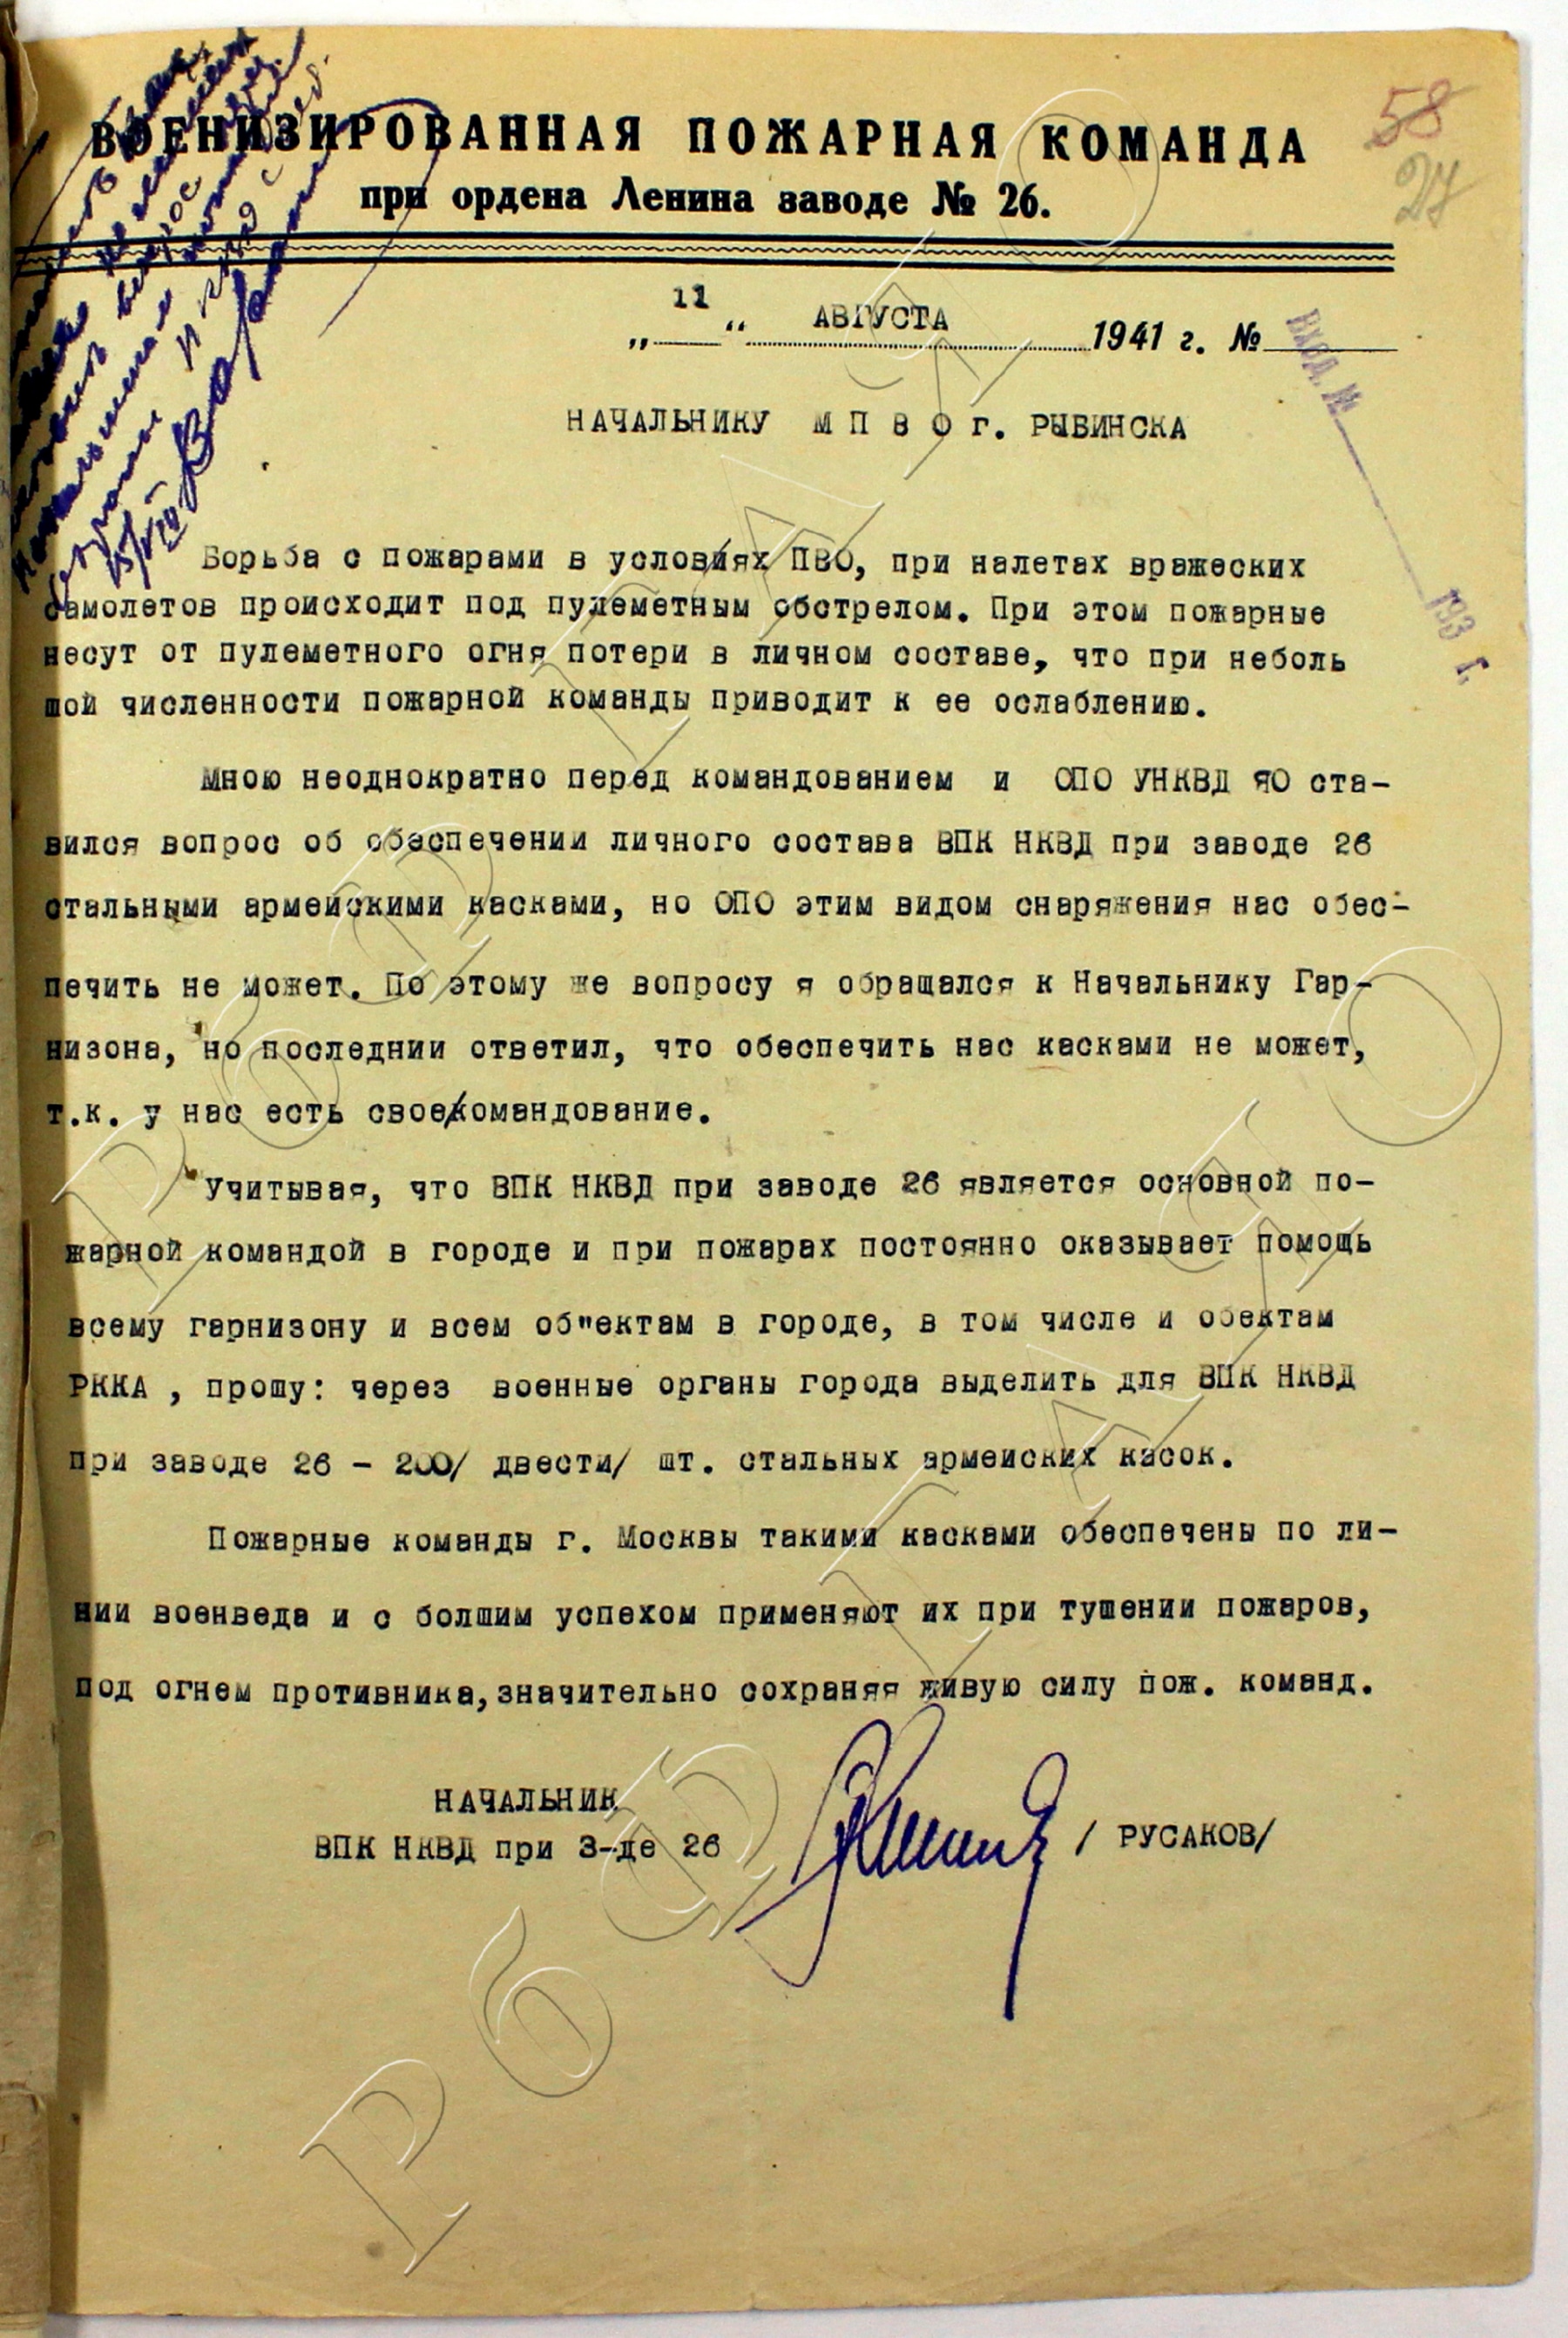 ВОЕНИЗИРОВАННАЯ ПОЖАРНАЯ КОМАНДА
при ордена Ленина заводе № 26.
58
27
„ 11 “ АВГУСТА 1941 г. №
ВХОД. № 193 г.
НАЧАЛЬНИКУ М П В О г. РЫБИНСКА
Борьба с пожарами в условиях ПВО, при налетах вражеских
самолетов происходит под пулеметным обстрелом. При этом пожарные
несут от пулеметного огня потери в личном составе, что при неболь
шой численности пожарной команды приводит к ее ослаблению.
Мною неоднократно перед командованием и ОПО УНКВД ЯО ста-
вился вопрос об обеспечении личного состава ВПК НКВД при заводе 26
стальными армейскими касками, но ОПО этим видом снаряжения нас обес-
печить не может. По этому же вопросу я обращался к Начальнику Гар-
низона, но последнии ответил, что обеспечить нас касками не может,
т.к. у нас есть свое/командование.
Учитывая, что ВПК НКВД при заводе 26 является основной по-
жарной командой в городе и при пожарах постоянно оказывает помощь
всему гарнизону и всем об"ектам в городе, в том числе и обектам
РККА , прошу: через военные органы города выделить для ВПК НКВД
при заводе 26 - 200/ двести/ шт. стальных армеиских касок.
Пожарные команды г. Москвы такими касками обеспечены по ли-
нии военведа и с болшим успехом применяют их при тушении пожаров,
под огнем противника,значительно сохраняя живую силу пож. команд.
НАЧАЛЬНИК
ВПК НКВД при З-де 26 / РУСАКОВ/